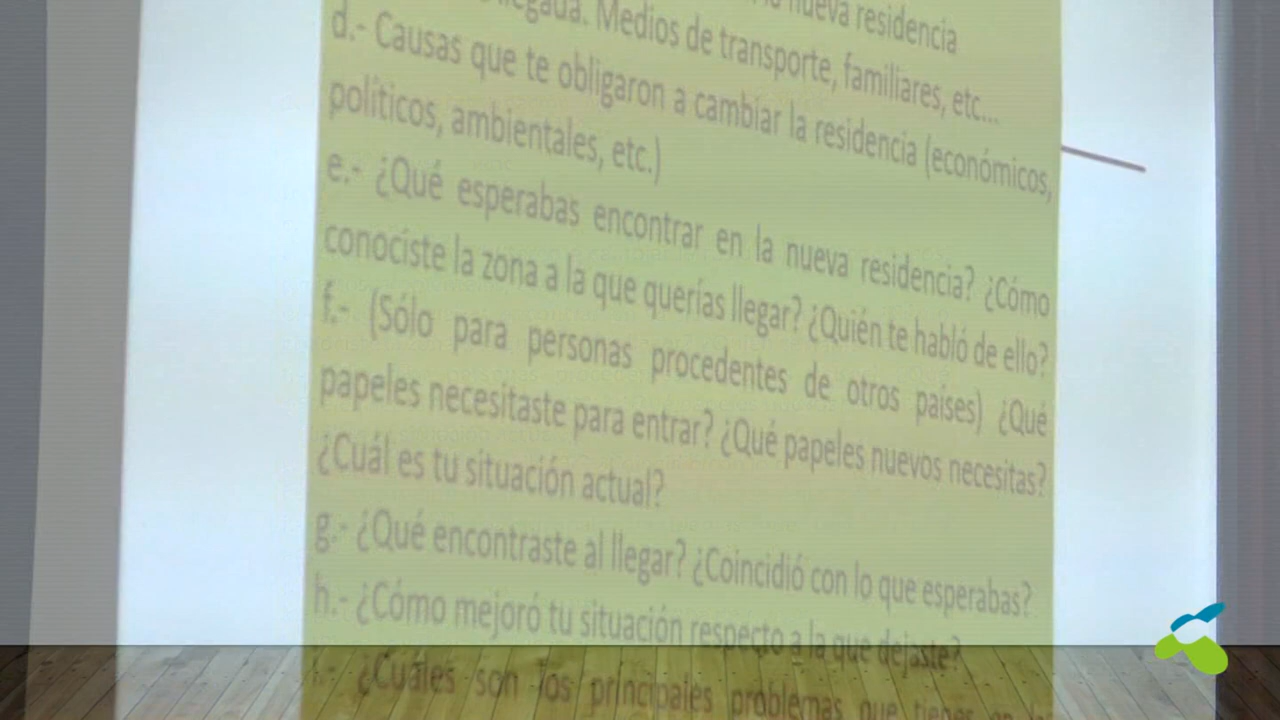 nueva residencia
llegada. Medios de transporte, familiares, etc...
d.- Causas que te obligaron a cambiar la residencia (económicos,
políticos, ambientales, etc.)
e.- ¿Qué esperabas encontrar en la nueva residencia? ¿Cómo
conociste la zona a la que querías llegar? ¿Quién te habló de ello?
f.- (Sólo para personas procedentes de otros países) ¿Qué
papeles necesitaste para entrar? ¿Qué papeles nuevos necesitas?
¿Cuál es tu situación actual?
g.- ¿Qué encontraste al llegar? ¿Coincidió con lo que esperabas?
h.- ¿Cómo mejoró tu situación respecto a la que dejaste?
i.- ¿Cuáles son los principales problemas que tienes en